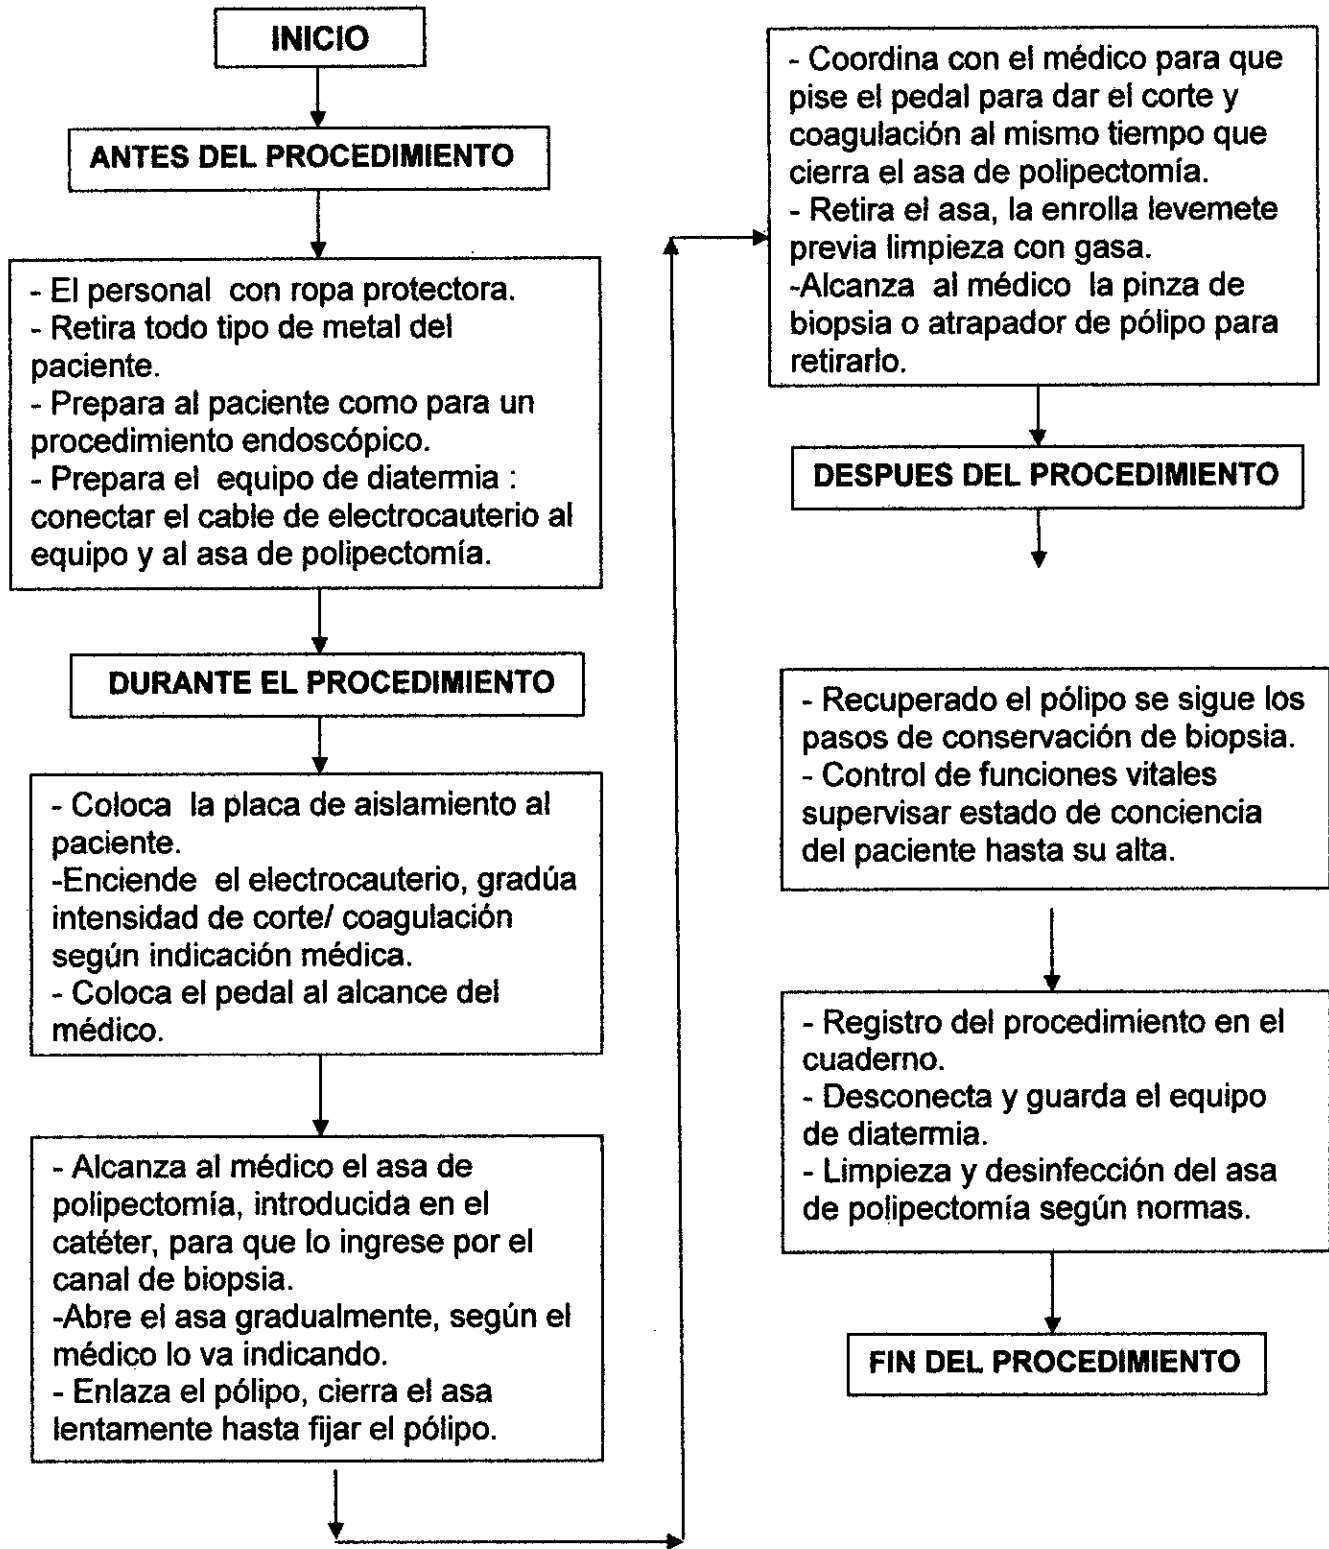 INICIO
ANTES DEL PROCEDIMIENTO
- El personal con ropa protectora.
- Retira todo tipo de metal del
paciente.
- Prepara al paciente como para un
procedimiento endoscópico.
- Prepara el equipo de diatermia :
conectar el cable de electrocauterio al
equipo y al asa de polipectomía.
DURANTE EL PROCEDIMIENTO
- Coloca la placa de aislamiento al
paciente.
-Enciende el electrocauterio, gradúa
intensidad de corte/ coagulación
según indicación médica.
- Coloca el pedal al alcance del
médico.
- Alcanza al médico el asa de
polipectomía, introducida en el
catéter, para que lo ingrese por el
canal de biopsia.
-Abre el asa gradualmente, según el
médico lo va indicando.
- Enlaza el pólipo, cierra el asa
lentamente hasta fijar el pólipo.
- Coordina con el médico para que
pise el pedal para dar el corte y
coagulación al mismo tiempo que
cierra el asa de polipectomía.
- Retira el asa, la enrolla levemete
previa limpieza con gasa.
-Alcanza al médico la pinza de
biopsia o atrapador de pólipo para
retirarlo.
DESPUES DEL PROCEDIMIENTO
- Recuperado el pólipo se sigue los
pasos de conservación de biopsia.
- Control de funciones vitales
supervisar estado de conciencia
del paciente hasta su alta.
- Registro del procedimiento en el
cuaderno.
- Desconecta y guarda el equipo
de diatermia.
- Limpieza y desinfección del asa
de polipectomía según normas.
FIN DEL PROCEDIMIENTO